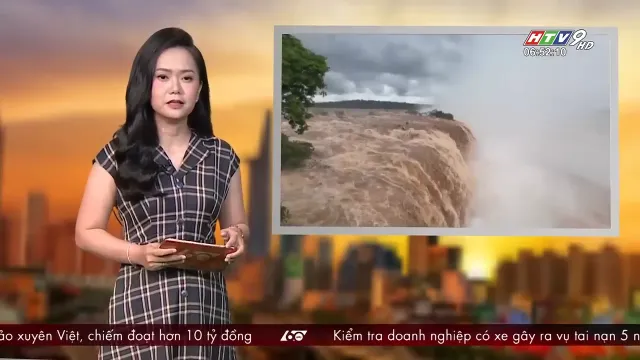 HTV9 HD
06:52:10
ảo xuyên Việt, chiếm đoạt hơn 10 tỷ đồng 60 Kiểm tra doanh nghiệp có xe gây ra vụ tai nạn 5 n